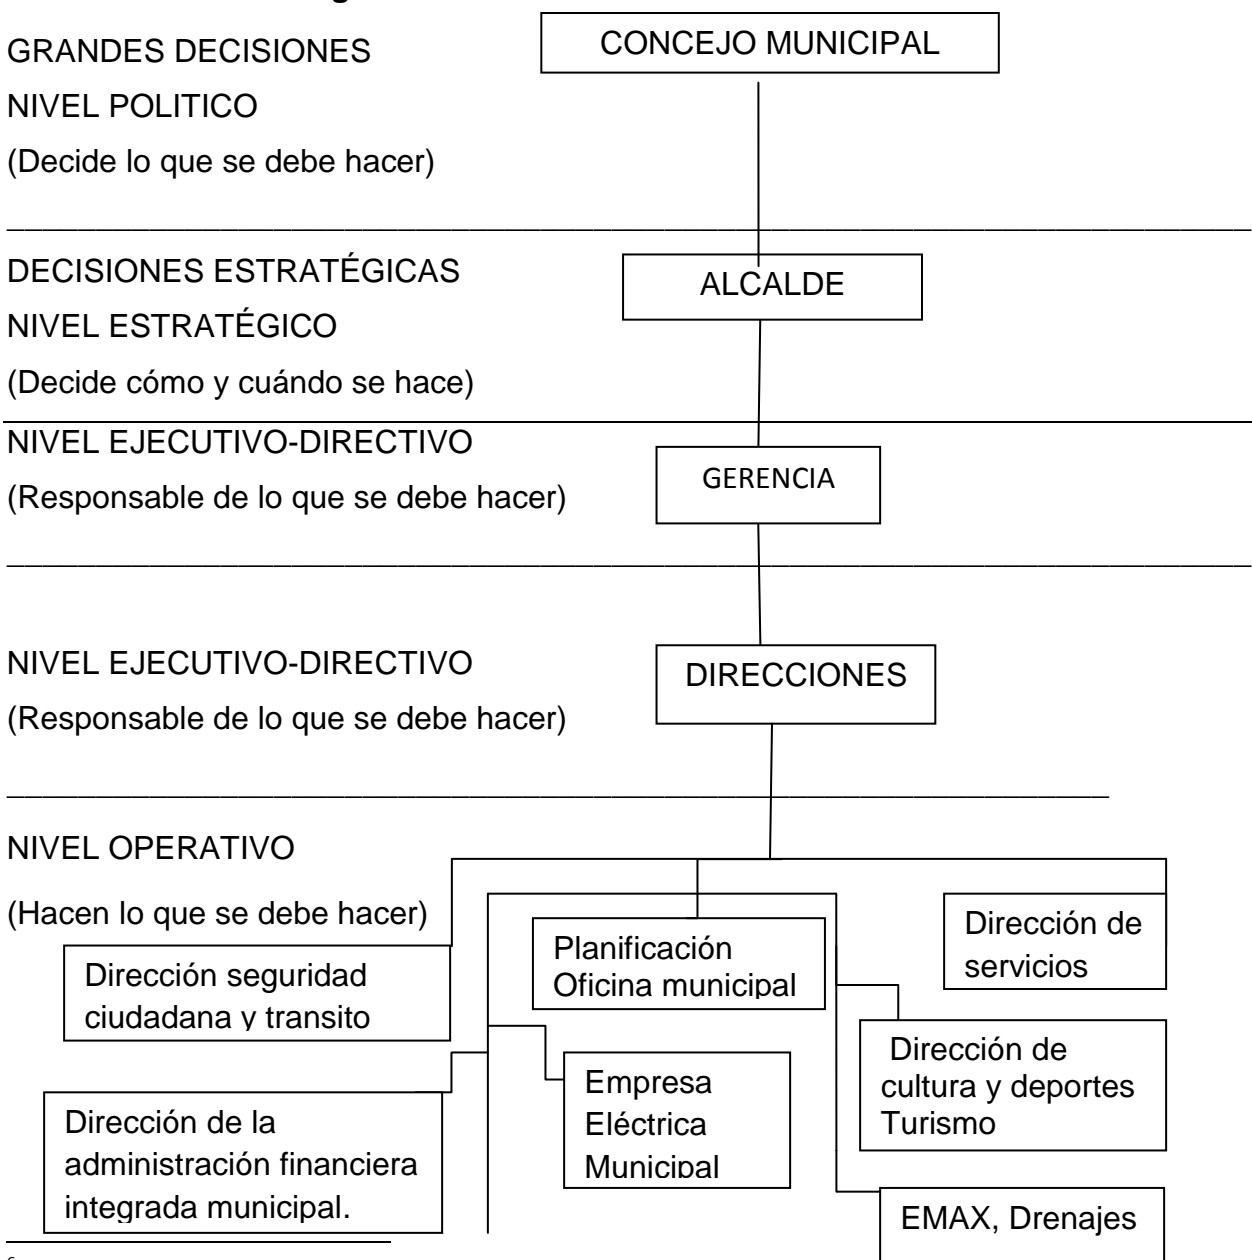 GRANDES DECISIONES
CONCEJO MUNICIPAL
NIVEL POLITICO
(Decide lo que se debe hacer)
DECISIONES ESTRATÉGICAS
ALCALDE
NIVEL ESTRATÉGICO
(Decide cómo y cuándo se hace)
NIVEL EJECUTIVO-DIRECTIVO
GERENCIA
(Responsable de lo que se debe hacer)
NIVEL EJECUTIVO-DIRECTIVO
DIRECCIONES
(Responsable de lo que se debe hacer)
NIVEL OPERATIVO
(Hacen lo que se debe hacer)
Dirección seguridad
ciudadana y transito
Planificación
Oficina municipal
Dirección de
servicios
Dirección de la
administración financiera
integrada municipal.
Empresa
Eléctrica
Municipal
Dirección de
cultura y deportes
Turismo
EMAX, Drenajes